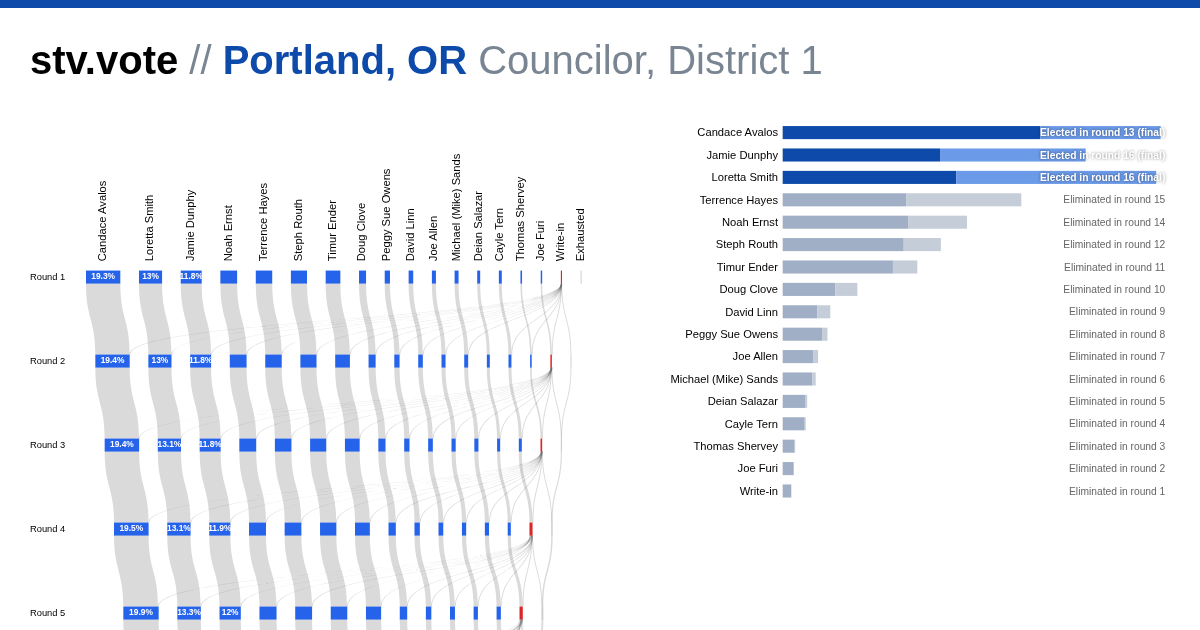 stv.vote // Portland, OR Councilor, District 1
Candace Avalos
Loretta Smith
Jamie Dunphy
Noah Ernst
Terrence Hayes
Steph Routh
Timur Ender
Doug Clove
Peggy Sue Owens
David Linn
Joe Allen
Michael (Mike) Sands
Deian Salazar
Cayle Tern
Thomas Shervey
Joe Furi
Write-in
Exhausted
Round 1 19.3% 13% 11.8%
Round 2 19.4% 13% 11.8%
Round 3 19.4% 13.1% 11.8%
Round 4 19.5% 13.1% 11.9%
Round 5 19.9% 13.3% 12%
Candace Avalos Elected in round 13 (final)
Jamie Dunphy Elected in round 16 (final)
Loretta Smith Elected in round 16 (final)
Terrence Hayes Eliminated in round 15
Noah Ernst Eliminated in round 14
Steph Routh Eliminated in round 12
Timur Ender Eliminated in round 11
Doug Clove Eliminated in round 10
David Linn Eliminated in round 9
Peggy Sue Owens Eliminated in round 8
Joe Allen Eliminated in round 7
Michael (Mike) Sands Eliminated in round 6
Deian Salazar Eliminated in round 5
Cayle Tern Eliminated in round 4
Thomas Shervey Eliminated in round 3
Joe Furi Eliminated in round 2
Write-in Eliminated in round 1